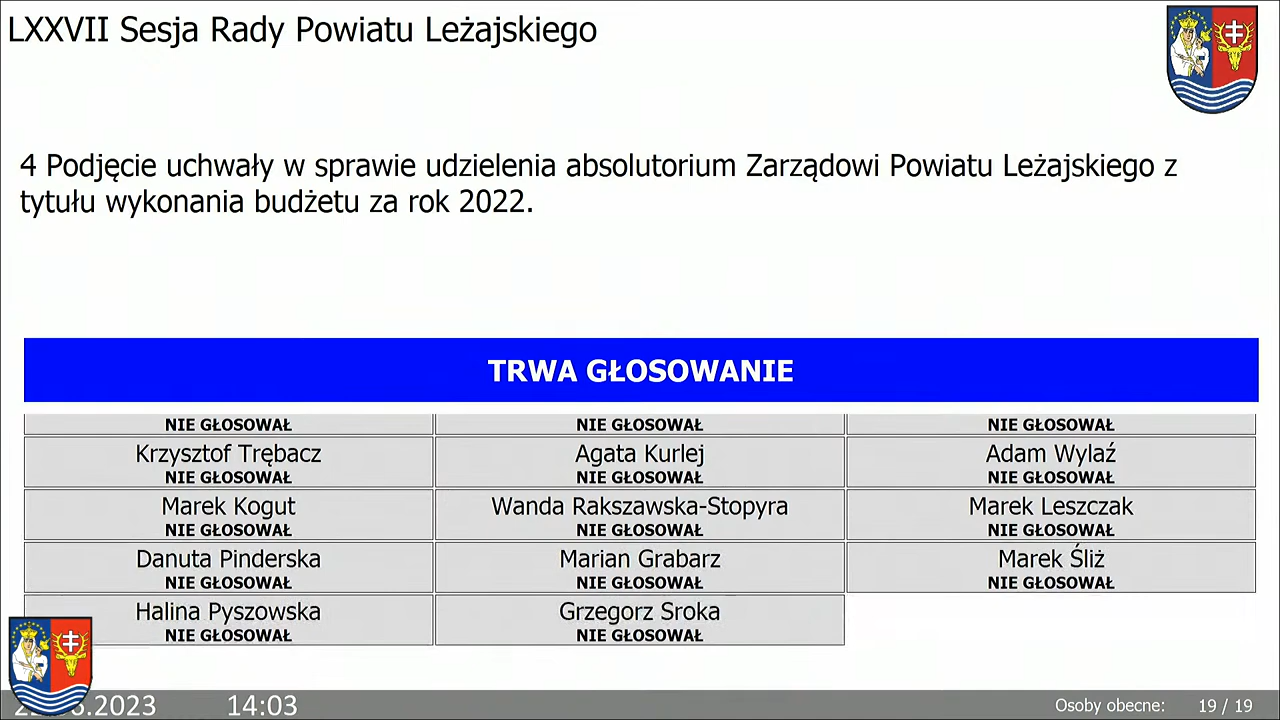 LXXVII Sesja Rady Powiatu Leżajskiego
4 Podjęcie uchwały w sprawie udzielenia absolutorium Zarządowi Powiatu Leżajskiego z
tytułu wykonania budżetu za rok 2022.
TRWA GŁOSOWANIE
NIE GŁOSOWAŁ NIE GŁOSOWAŁ NIE GŁOSOWAŁ
Krzysztof Trębacz Agata Kurlej Adam Wylaź
NIE GŁOSOWAŁ NIE GŁOSOWAŁ NIE GŁOSOWAŁ
Marek Kogut Wanda Rakszawska-Stopyra Marek Leszczak
NIE GŁOSOWAŁ NIE GŁOSOWAŁ NIE GŁOSOWAŁ
Danuta Pinderska Marian Grabarz Marek Śliż
NIE GŁOSOWAŁ NIE GŁOSOWAŁ NIE GŁOSOWAŁ
Halina Pyszowska Grzegorz Sroka
NIE GŁOSOWAŁ NIE GŁOSOWAŁ
.2023 14:03 Osoby obecne: 19 / 19